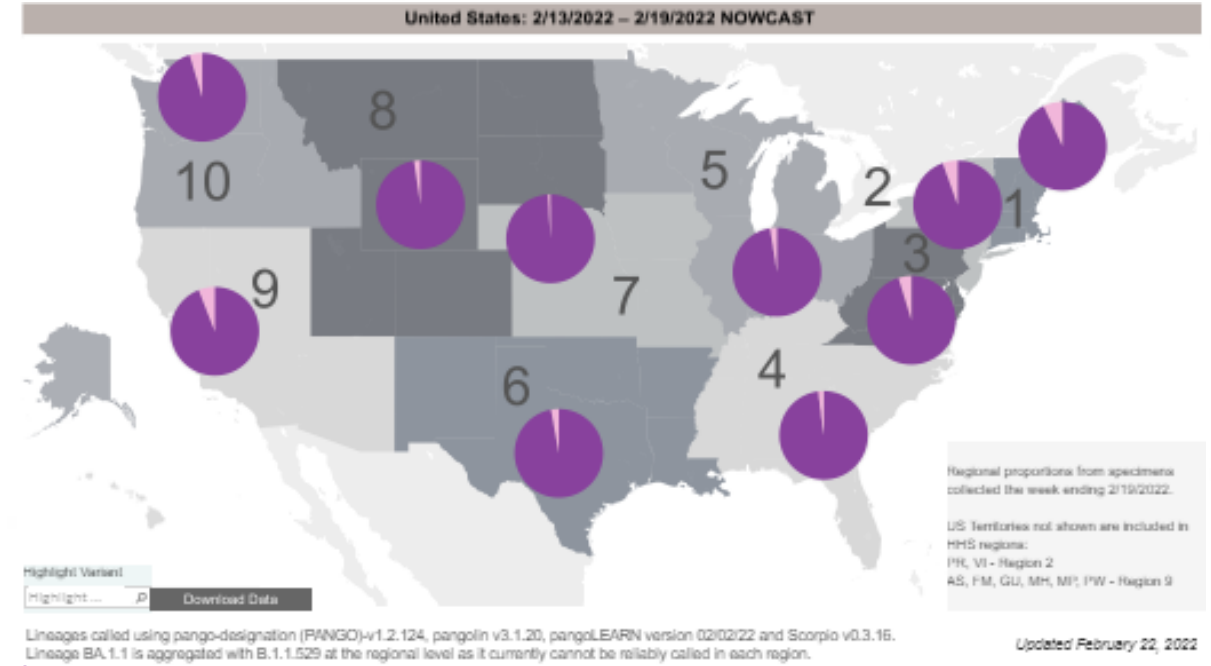 United States: 2/13/2022 – 2/19/2022 NOWCAST
8
10
5
2
1
3
9
7
6
4
Regional proportions from specimens
collected the week ending 2/19/2022.
US Territories not shown are included in
HHS regions:
PR, VI - Region 2
AS, FM, GU, MH, MP, PW - Region 9
Highlight Variant
Highlight ...
Download Data
Lineages called using pango-designation (PANGO)-v1.2.124, pangolin v3.1.20, pangoLEARN version 02/02/22 and Scorpio v0.3.16.
Lineage BA.1.1 is aggregated with B.1.1.529 at the regional level as it currently cannot be reliably called in each region.
Updated February 22, 2022